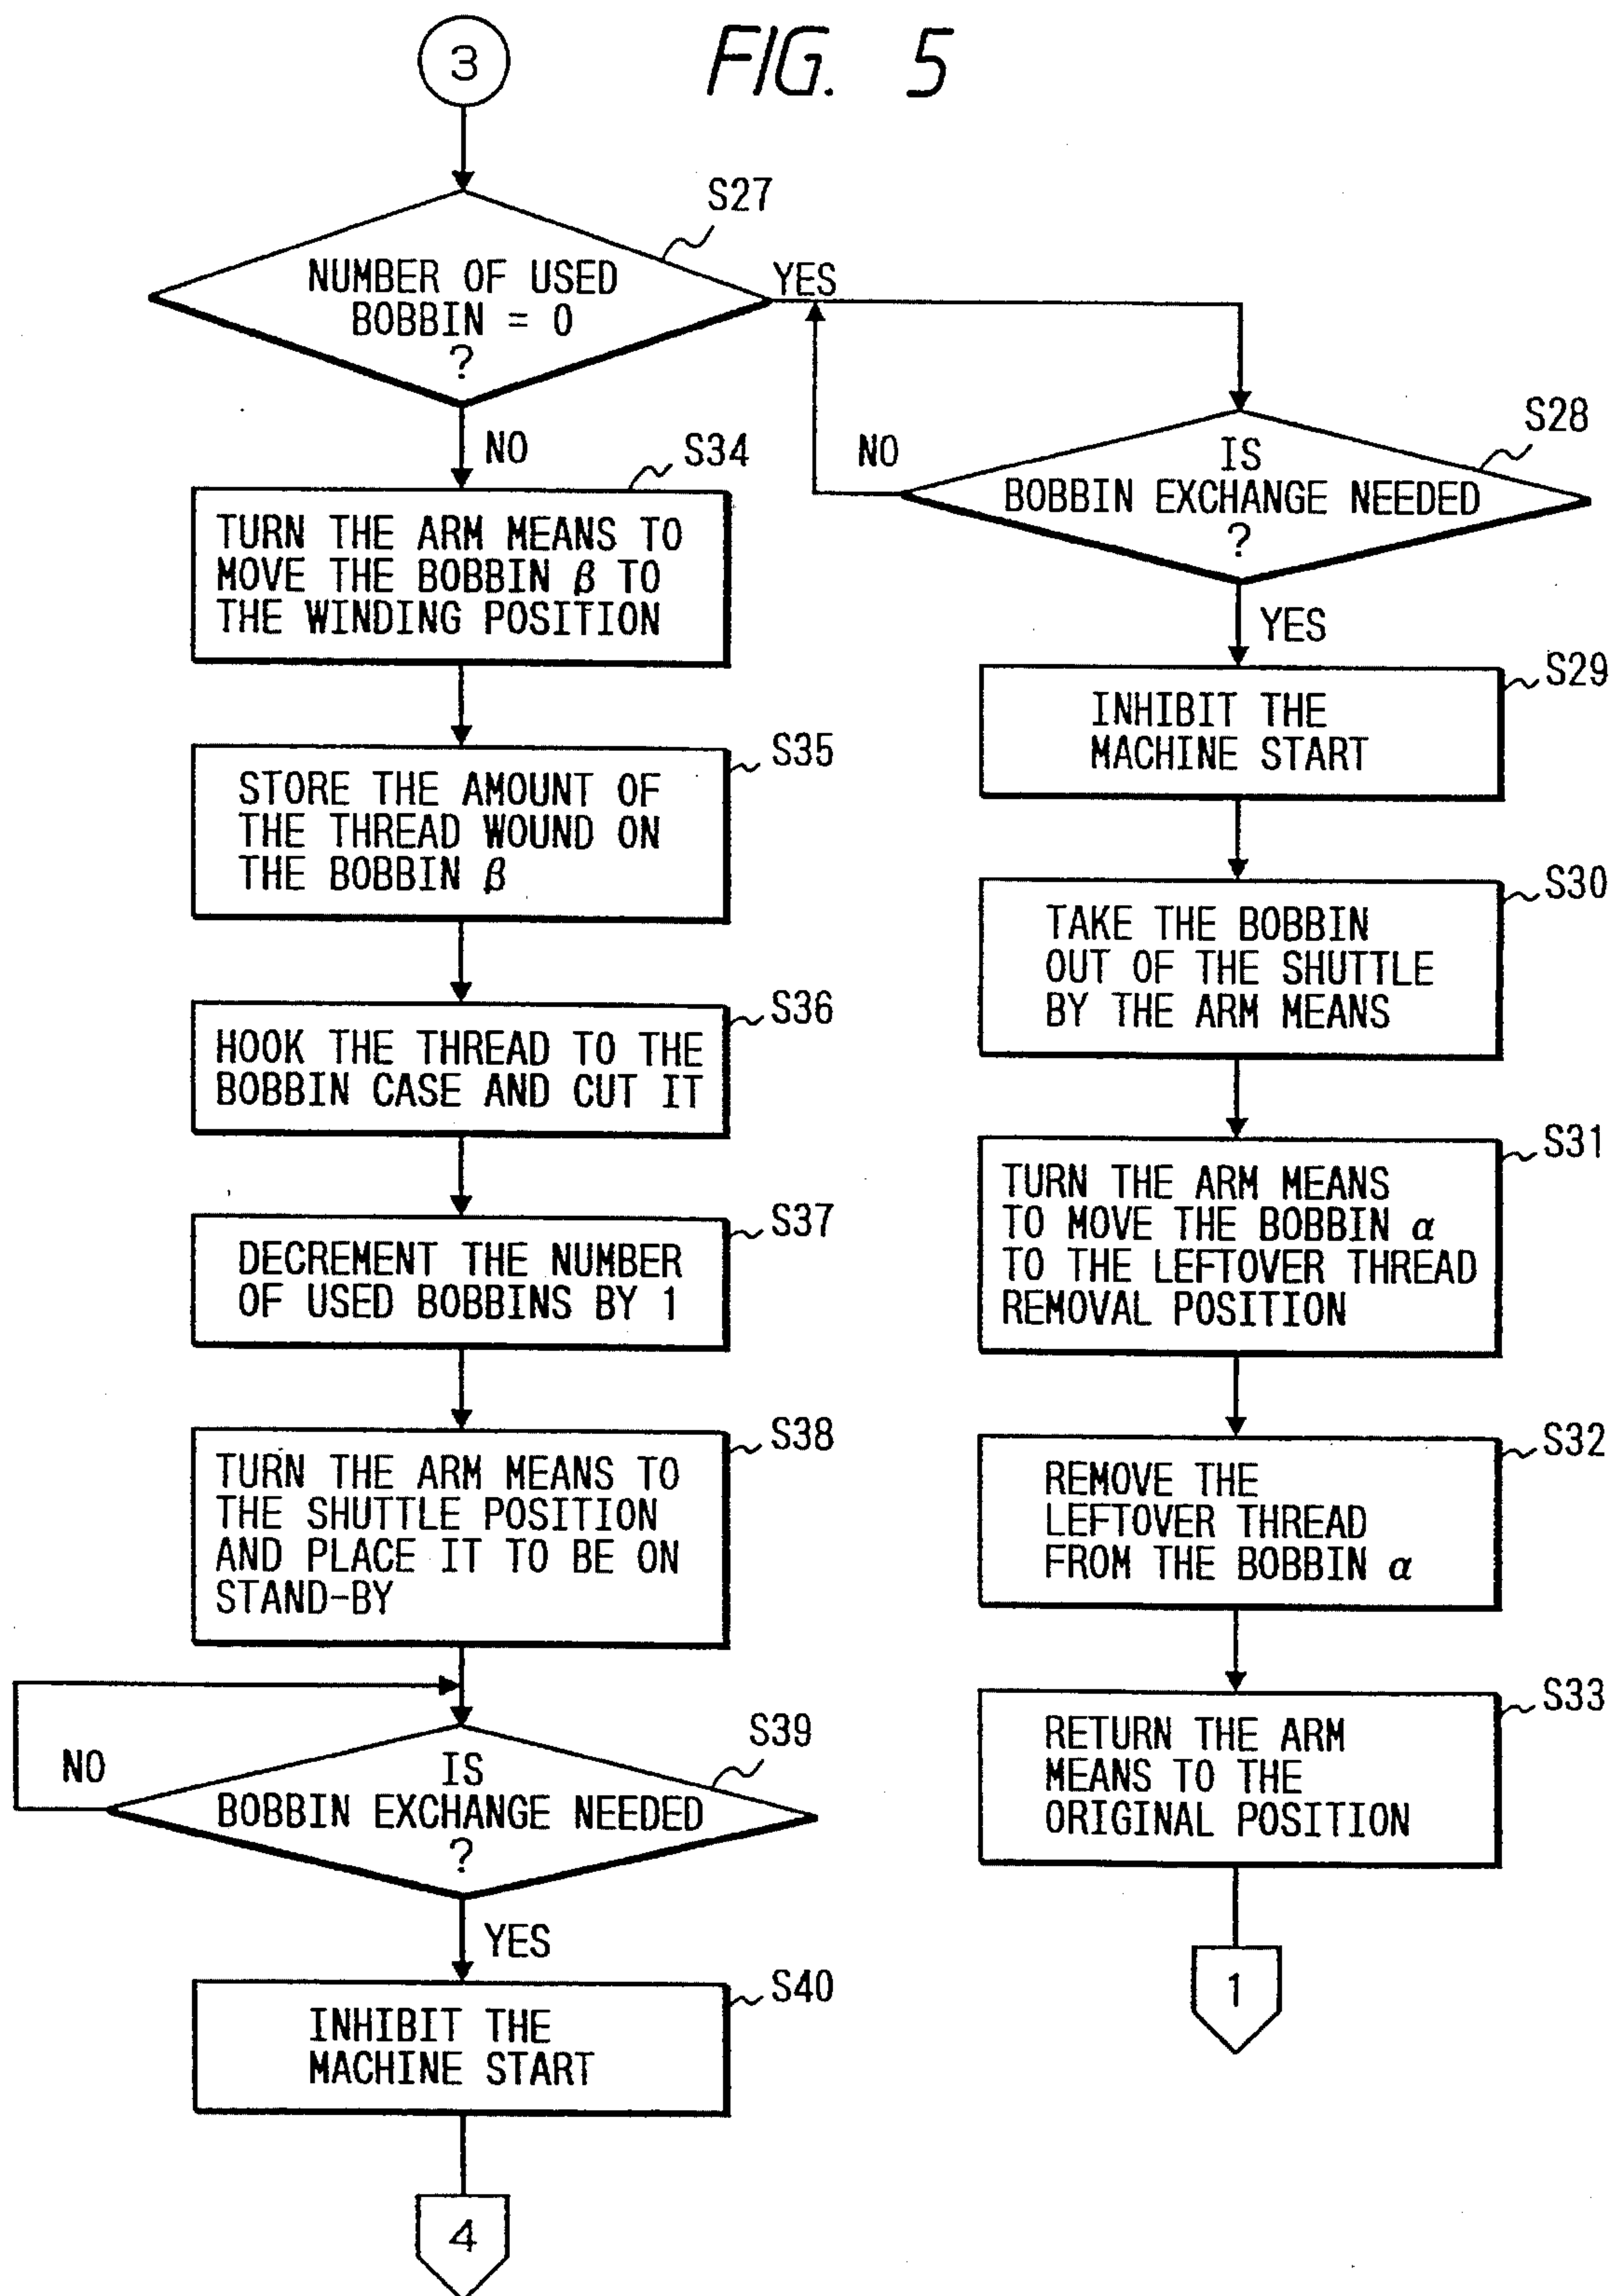 FIG. 5
3
S27
NUMBER OF USED
BOBBIN = 0
?
YES
NO
S34
TURN THE ARM MEANS TO
MOVE THE BOBBIN β TO
THE WINDING POSITION
S35
STORE THE AMOUNT OF
THE THREAD WOUND ON
THE BOBBIN β
S36
HOOK THE THREAD TO THE
BOBBIN CASE AND CUT IT
S37
DECREMENT THE NUMBER
OF USED BOBBINS BY 1
S38
TURN THE ARM MEANS TO
THE SHUTTLE POSITION
AND PLACE IT TO BE ON
STAND-BY
S39
NO
IS
BOBBIN EXCHANGE NEEDED
?
YES
S40
INHIBIT THE
MACHINE START
4
S28
NO
IS
BOBBIN EXCHANGE NEEDED
?
YES
S29
INHIBIT THE
MACHINE START
S30
TAKE THE BOBBIN
OUT OF THE SHUTTLE
BY THE ARM MEANS
S31
TURN THE ARM MEANS
TO MOVE THE BOBBIN α
TO THE LEFTOVER THREAD
REMOVAL POSITION
S32
REMOVE THE
LEFTOVER THREAD
FROM THE BOBBIN α
S33
RETURN THE ARM
MEANS TO THE
ORIGINAL POSITION
1